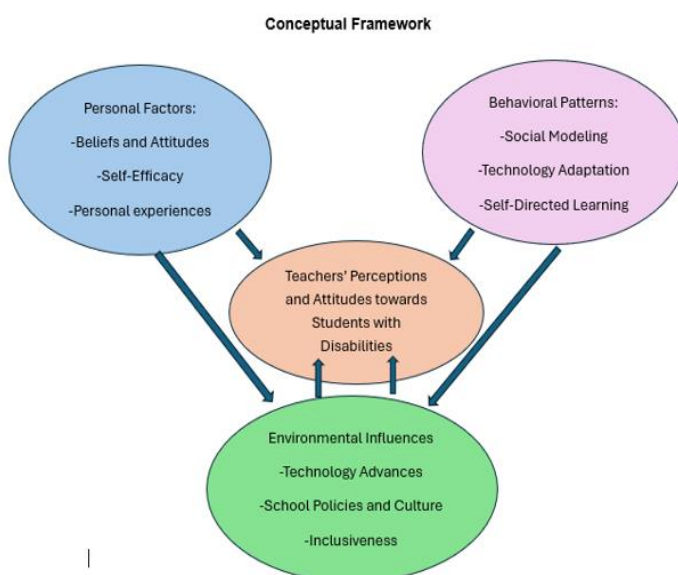 Conceptual Framework
Personal Factors:
-Beliefs and Attitudes
-Self-Efficacy
-Personal experiences
Behavioral Patterns:
-Social Modeling
-Technology Adaptation
-Self-Directed Learning
Teachers' Perceptions
and Attitudes towards
Students with
Disabilities
Environmental Influences
-Technology Advances
-School Policies and Culture
-Inclusiveness